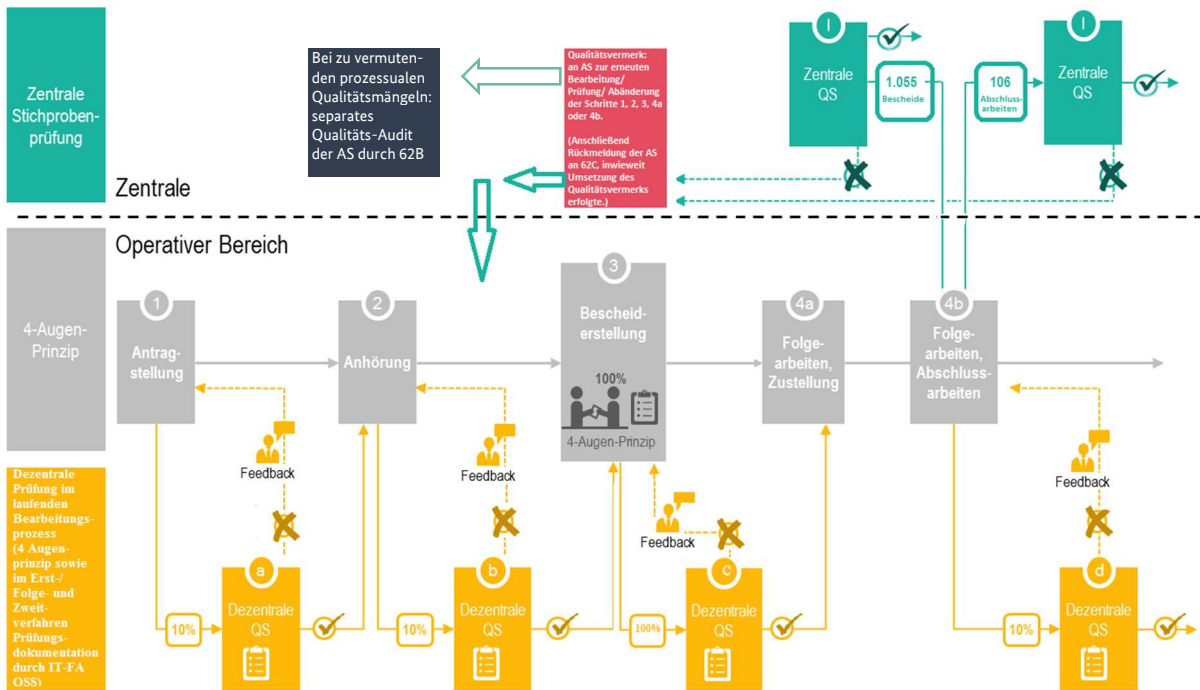 Zentrale
Stichproben-
prüfung
Bei zu vermuten-
den prozessualen
Qualitätsmängeln:
separates
Qualitäts-Audit
der AS durch 62B
Qualitätsvermerk:
an AS zur erneuten
Bearbeitung/
Prüfung/ Abänderung
der Schritte 1, 2, 3, 4a
oder 4b.
(Anschließend
Rückmeldung der AS
an 62C, inwieweit
Umsetzung des
Qualitätsvermerks
erfolgte.)
I
Zentrale
QS
1.055
Bescheide
106
Abschluss-
arbeiten
I
Zentrale
QS
Zentrale
Operativer Bereich
4-Augen-
Prinzip
1
Antrag-
stellung
2
Anhörung
3
Bescheid-
erstellung
100%
4-Augen-Prinzip
4a
Folge-
arbeiten,
Zustellung
4b
Folge-
arbeiten,
Abschluss-
arbeiten
Feedback
Feedback
Feedback
Feedback
Dezentrale
Prüfung im
laufenden
Bearbeitungs-
prozess
(4 Augen-
prinzip sowie
im Erst-/
Folge- und
Zweit-
verfahren
Prüfungs-
dokumentation
durch IT-FA
OSS)
10%
a
Dezentrale
QS
10%
b
Dezentrale
QS
100%
c
Dezentrale
QS
10%
d
Dezentrale
QS